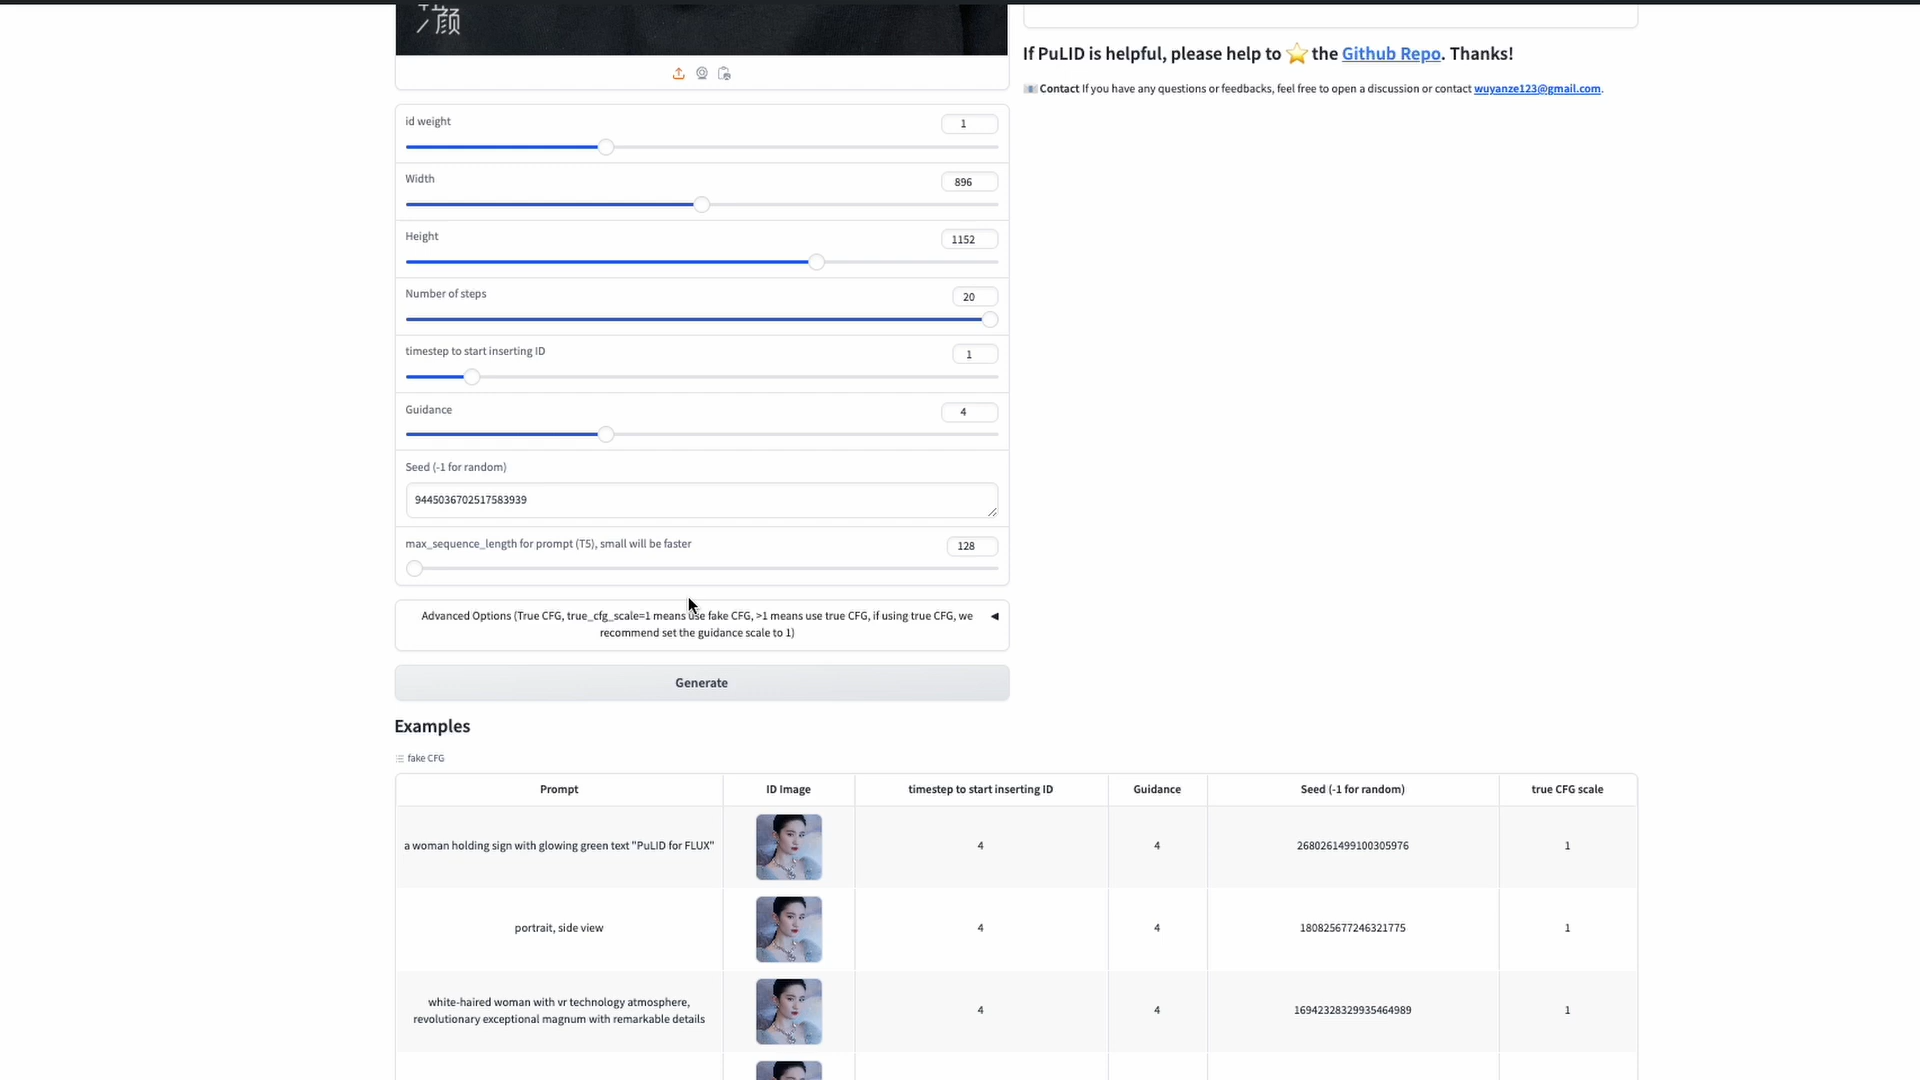 颜
If PuLID is helpful, please help to ⭐ the Github Repo. Thanks!
Contact If you have any questions or feedbacks, feel free to open a discussion or contact wuyanze123@gmail.com.
id weight
1
Width
896
Height
1152
Number of steps
20
timestep to start inserting ID
1
Guidance
4
Seed (-1 for random)
9445036702517583939
max_sequence_length for prompt (T5), small will be faster
128
Advanced Options (True CFG, true_cfg_scale=1 means use fake CFG, >1 means use true CFG, if using true CFG, we
recommend set the guidance scale to 1)
Generate
Examples
fake CFG
Prompt ID Image timestep to start inserting ID Guidance Seed (-1 for random) true CFG scale
a woman holding sign with glowing green text "PuLID for FLUX" 4 4 2680261499100305976 1
portrait, side view 4 4 180825677246321775 1
white-haired woman with vr technology atmosphere,
revolutionary exceptional magnum with remarkable details 4 4 16942328329935464989 1